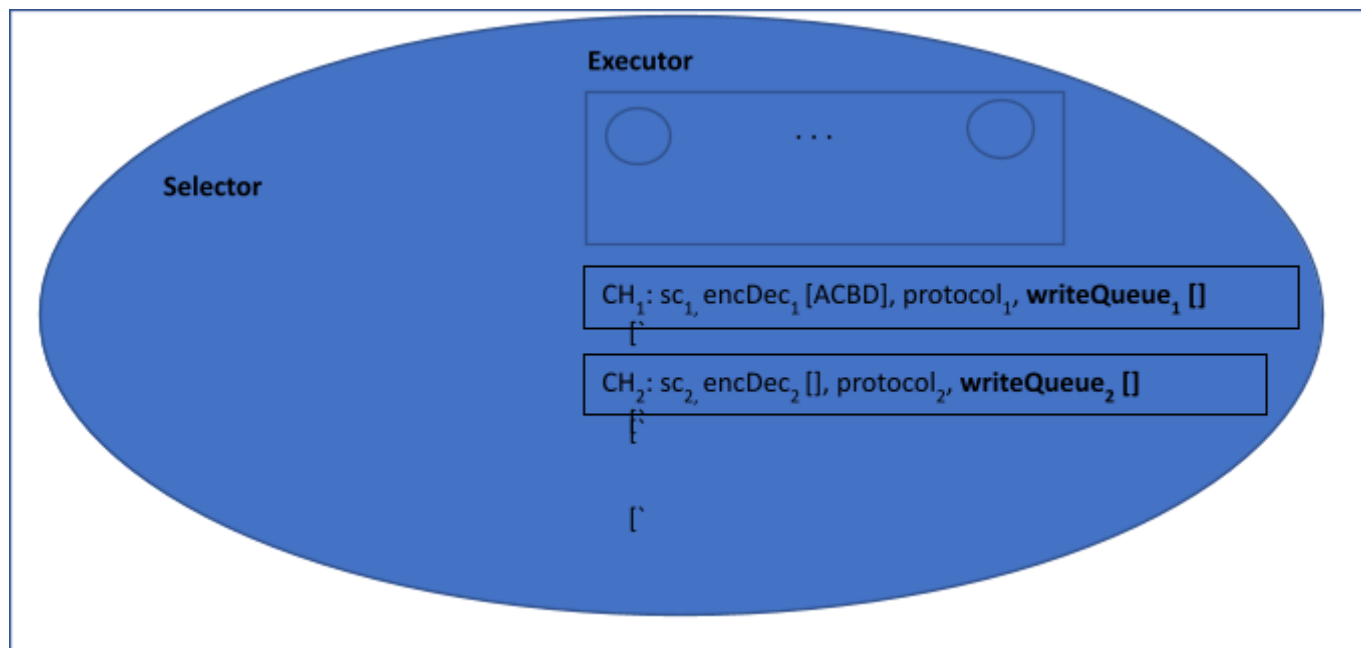 Executor
. . .
Selector
CH₁: sc₁, encDec₁ [ACBD], protocol₁, writeQueue₁ []
[`
CH₂: sc₂, encDec₂ [], protocol₂, writeQueue₂ []
[`
[`
[`